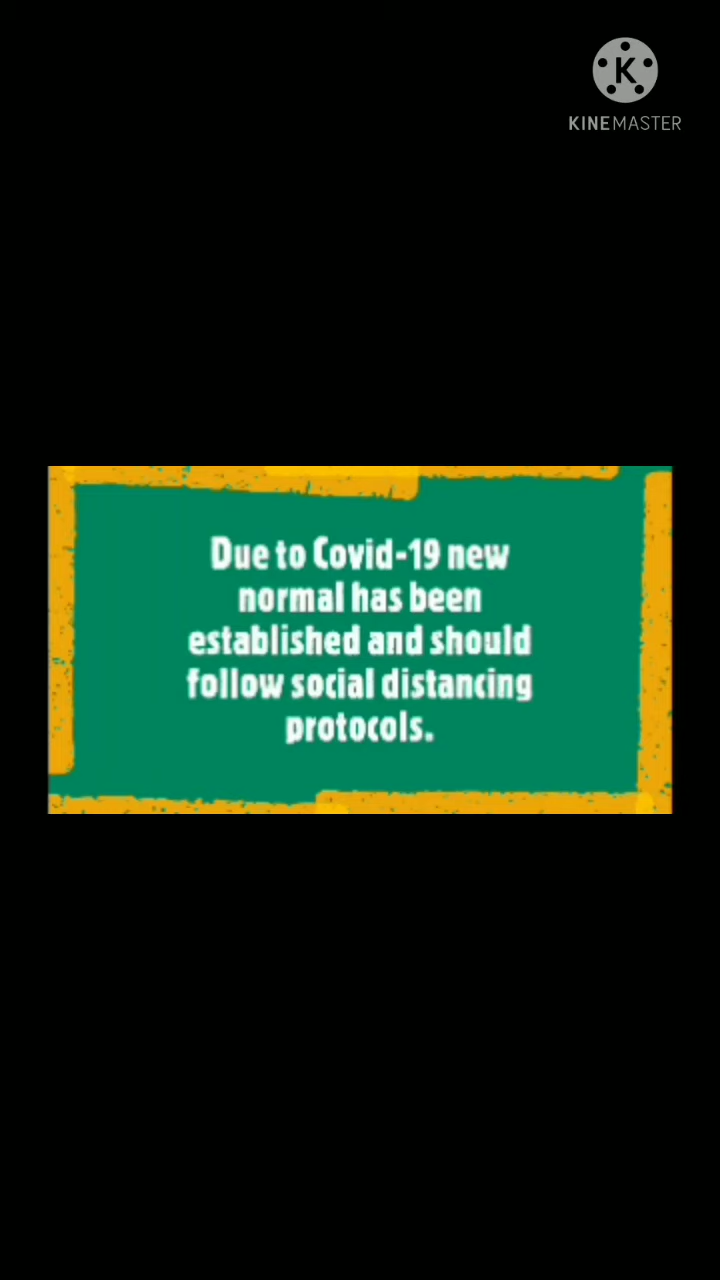 K
KINEMASTER
Due to Covid-19 new
normal has been
established and should
follow social distancing
protocols.